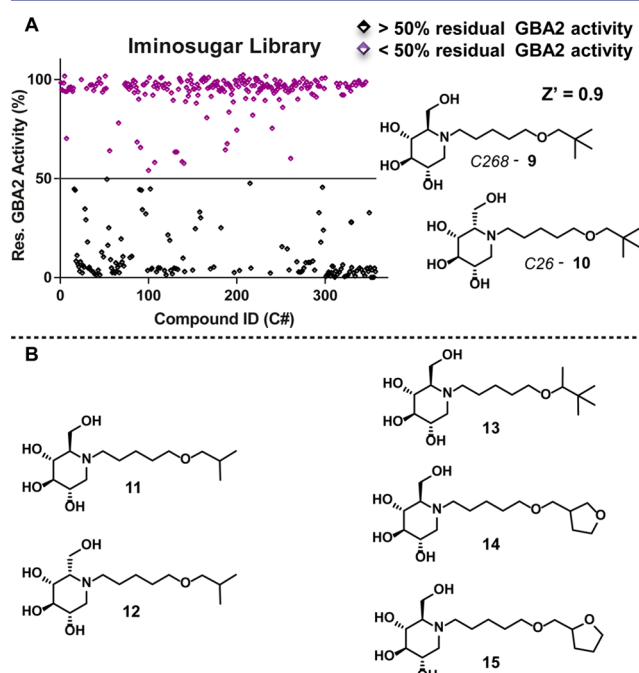 A
Iminosugar Library
> 50% residual GBA2 activity
< 50% residual GBA2 activity
Z' = 0.9
Res. GBA2 Activity (%)
100
50
0
0 100 200 300
Compound ID (C#)
OH
HO
N
O
HO
OH
C268 - 9
OH
HO
N
O
HO
OH
C26 - 10
B
OH
HO
N
O
HO
OH
11
OH
HO
N
O
HO
OH
12
OH
HO
N
O
HO
OH
13
OH
HO
N
O
O
HO
OH
14
OH
HO
N
O
O
HO
OH
15